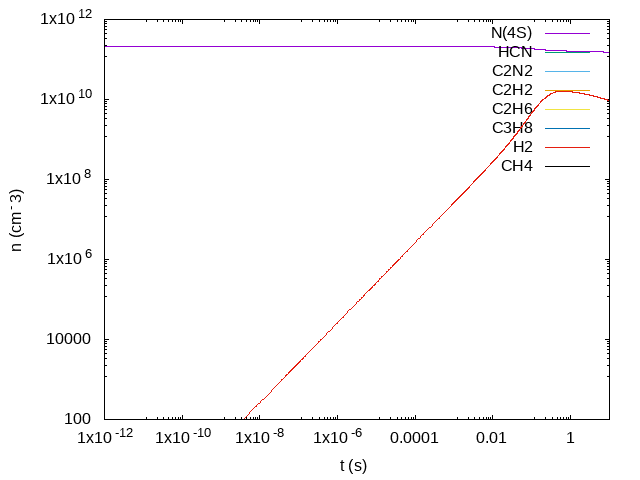 1x10^12
1x10^10
1x10^8
1x10^6
10000
100
n (cm^-3)
N(4S)
HCN
C2N2
C2H2
C2H6
C3H8
H2
CH4
1x10^-12 1x10^-10 1x10^-8 1x10^-6 0.0001 0.01 1
t (s)